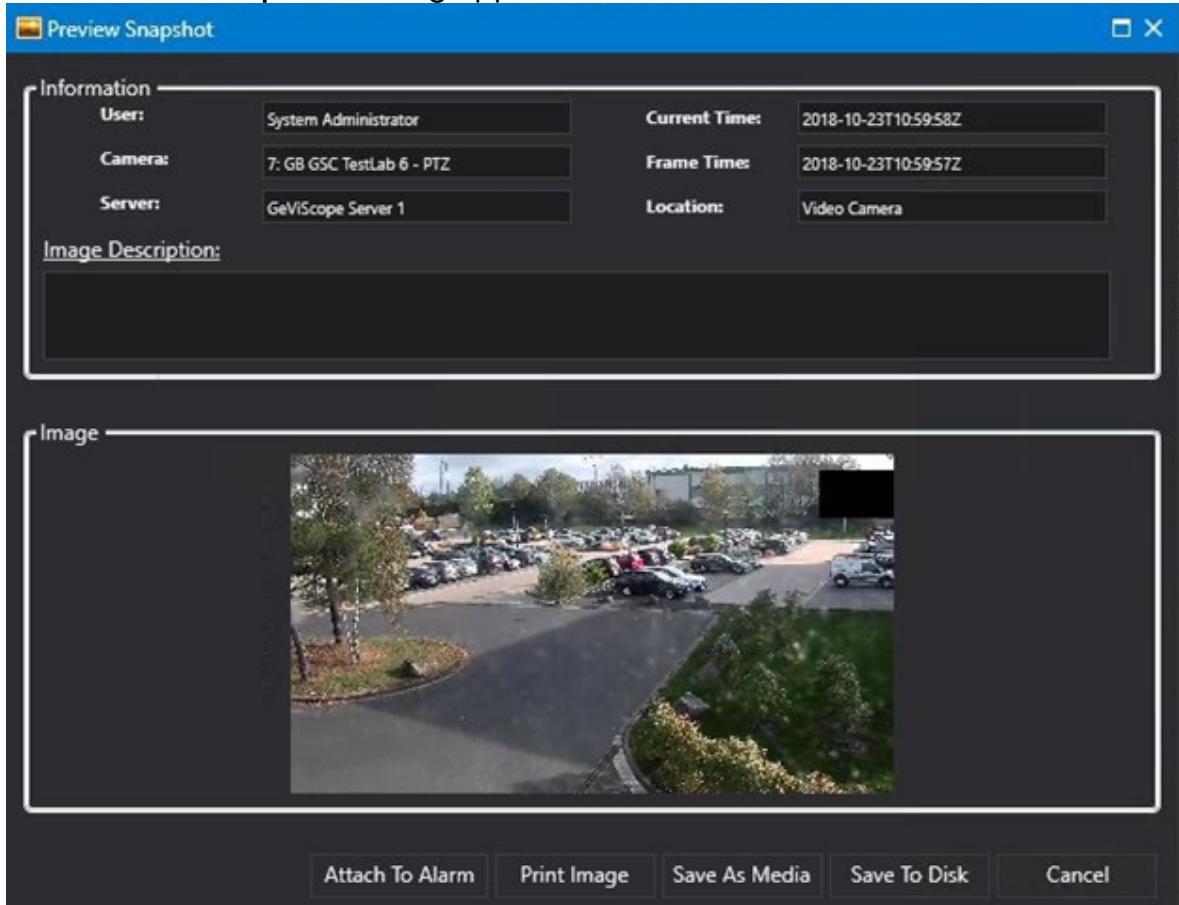 Preview Snapshot
Information
User: System Administrator Current Time: 2018-10-23T10:59:58Z
Camera: 7: GB GSC TestLab 6 - PTZ Frame Time: 2018-10-23T10:59:57Z
Server: GeViScope Server 1 Location: Video Camera
Image Description:
Image
Attach To Alarm Print Image Save As Media Save To Disk Cancel